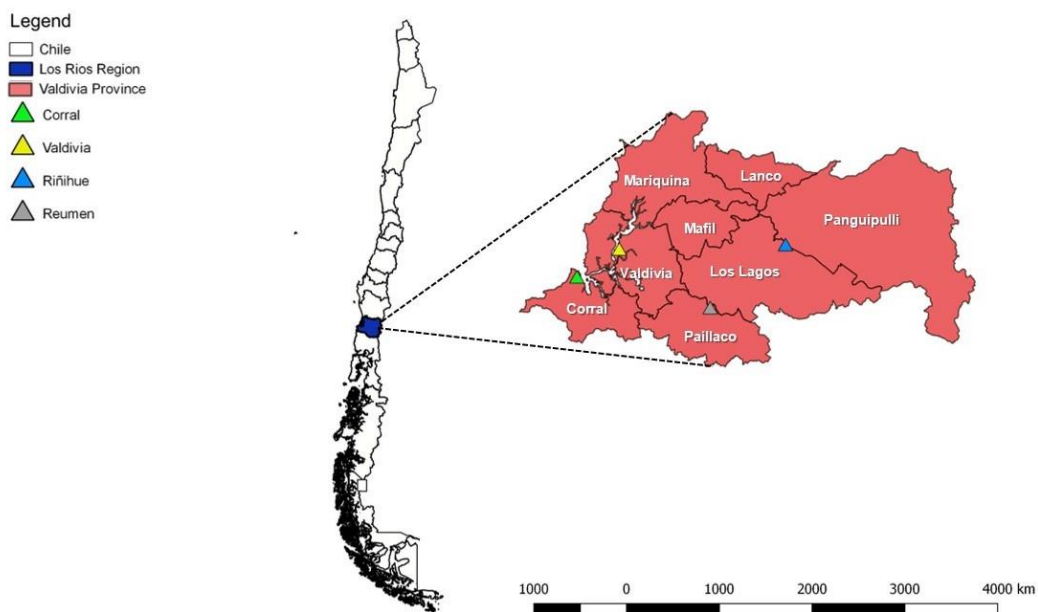 Legend
Chile
Los Rios Region
Valdivia Province
Corral
Valdivia
Riñihue
Reumen
Mariquina
Lanco
Panguipulli
Mafil
Valdivia
Los Lagos
Corral
Paillaco
1000 0 1000 2000 3000 4000 km